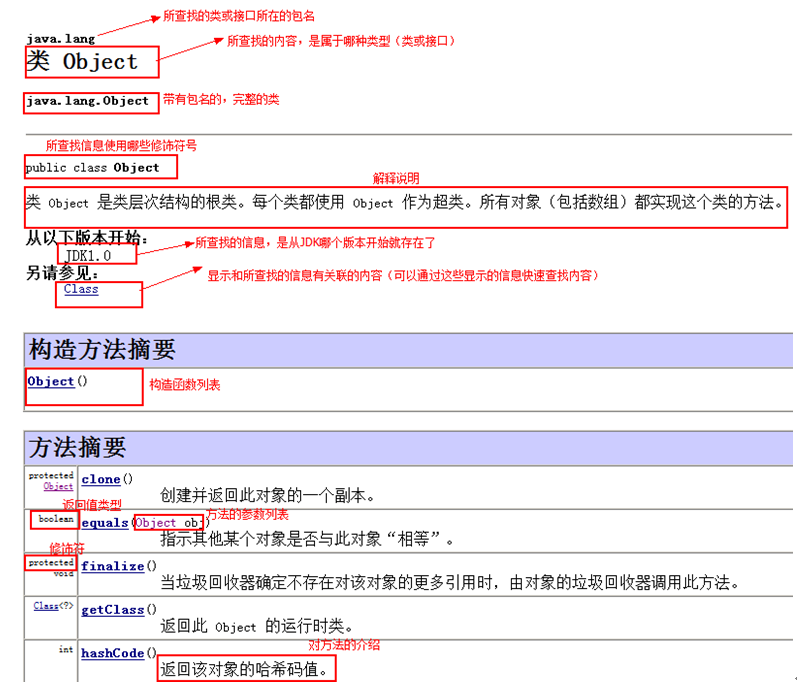 所查找的类或接口所在的包名
java.lang
所查找的内容，是属于哪种类型（类或接口）
类 Object
java.lang.Object 带有包名的，完整的类
所查找信息使用哪些修饰符号
public class Object
解释说明
类 Object 是类层次结构的根类。每个类都使用 Object 作为超类。所有对象（包括数组）都实现这个类的方法。
从以下版本开始：
所查找的信息，是从JDK哪个版本开始就存在了
JDK1.0
另请参见：
显示和所查找的信息有关联的内容（可以通过这些显示的信息快速查找内容）
Class
构造方法摘要
Object() 构造函数列表
方法摘要
protected Object clone()
创建并返回此对象的一个副本。
返回值类型
方法的参数列表
boolean equals(Object obj)
指示其他某个对象是否与此对象“相等”。
修饰符
protected void finalize()
当垃圾回收器确定不存在对该对象的更多引用时，由对象的垃圾回收器调用此方法。
Class<?> getClass()
返回此 Object 的运行时类。
对方法的介绍
int hashCode()
返回该对象的哈希码值。